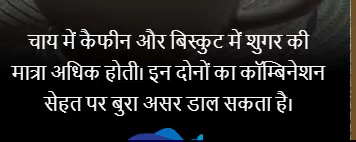 चाय में कैफीन और बिस्कुट में शुगर की
मात्रा अधिक होती। इन दोनों का कॉम्बिनेशन
सेहत पर बुरा असर डाल सकता है।